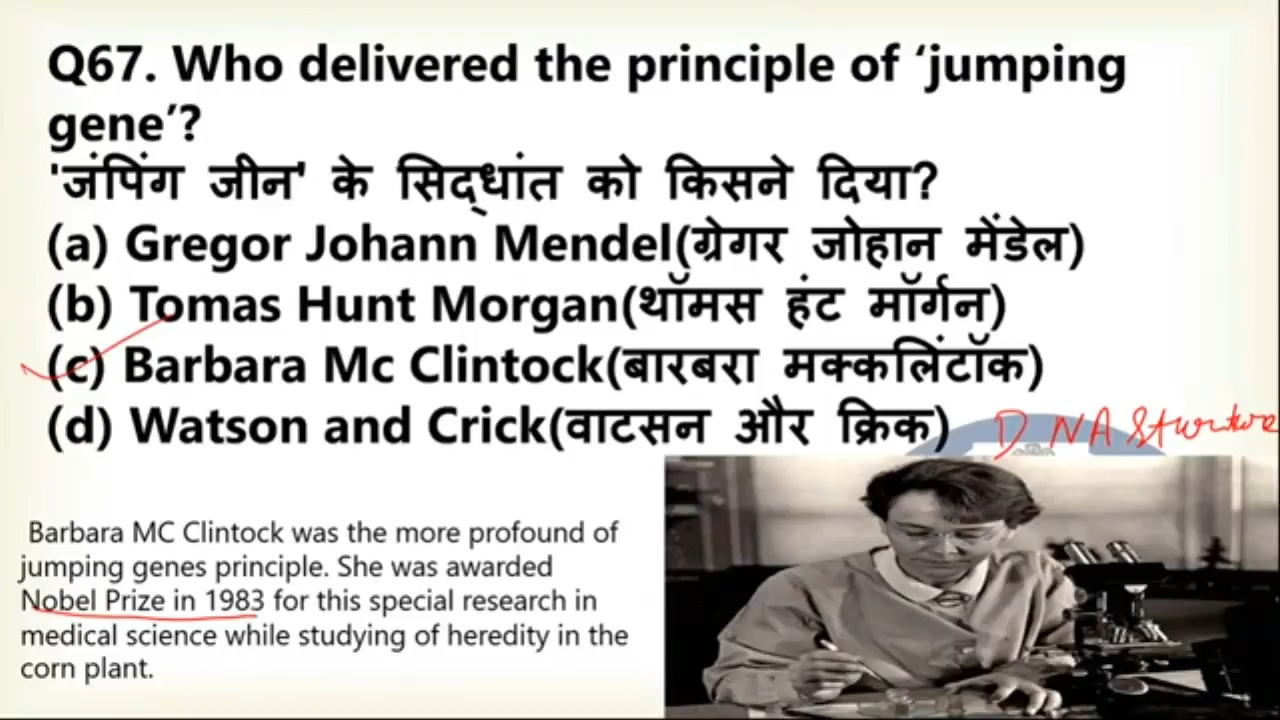 Q67. Who delivered the principle of ‘jumping
gene’?
'जंपिंग जीन' के सिद्धांत को किसने दिया?
(a) Gregor Johann Mendel(ग्रेगर जोहान मेंडेल)
(b) Tomas Hunt Morgan(थॉमस हंट मॉर्गन)
(c) Barbara Mc Clintock(बारबरा मक्कलिंटॉक)
(d) Watson and Crick(वाटसन और क्रिक) DNA Structure
Barbara MC Clintock was the more profound of
jumping genes principle. She was awarded
Nobel Prize in 1983 for this special research in
medical science while studying of heredity in the
corn plant.